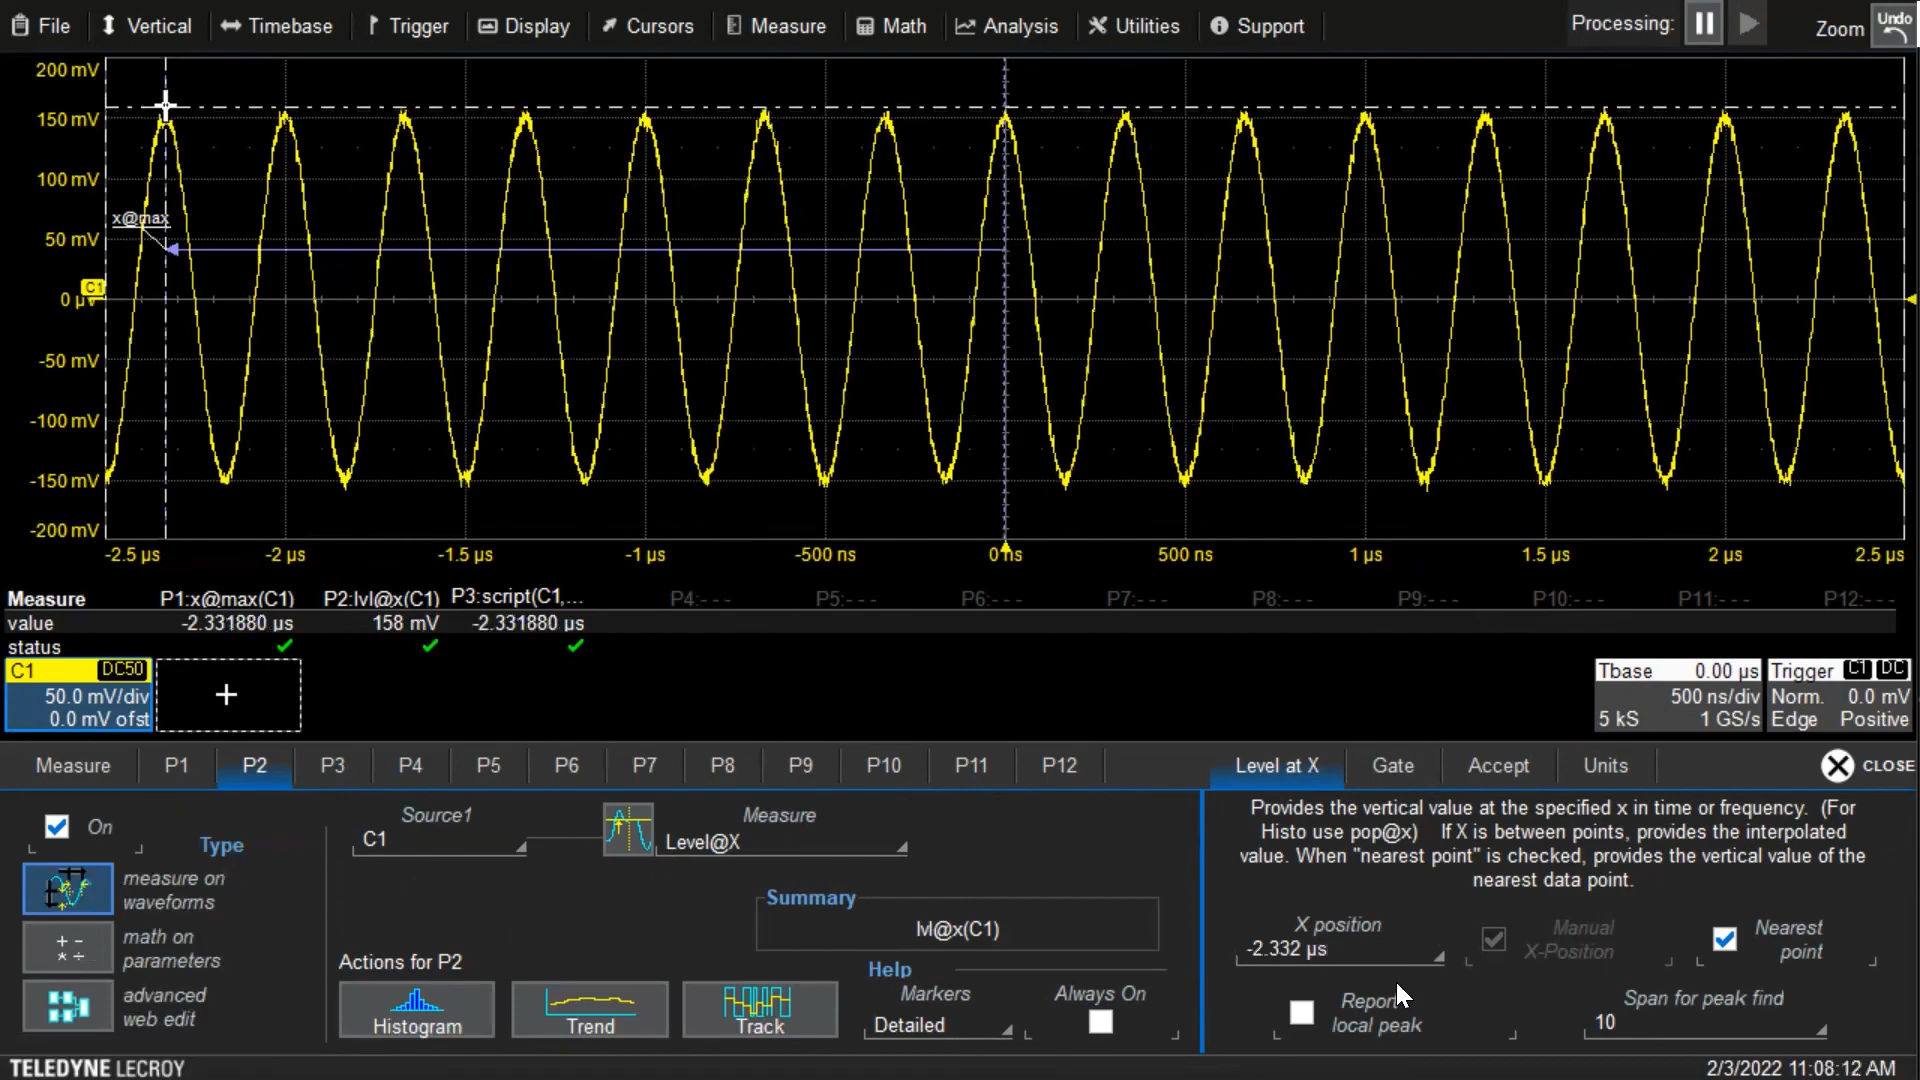 File Vertical Timebase Trigger Display Cursors Measure Math Analysis Utilities Support Processing: Zoom Undo
200 mV
150 mV
100 mV
x@max
50 mV
C1
0 µV
-50 mV
-100 mV
-150 mV
-200 mV
-2.5 µs -2 µs -1.5 µs -1 µs -500 ns 0 ns 500 ns 1 µs 1.5 µs 2 µs 2.5 µs
Measure P1:x@max(C1) P2:lvl@x(C1) P3:script(C1,... P4:--- P5:--- P6:--- P7:--- P8:--- P9:--- P10:--- P11:--- P12:---
value -2.331880 µs 158 mV -2.331880 µs
status
C1 DC50
50.0 mV/div
0.0 mV ofst
+
Tbase 0.00 µs
500 ns/div
5 kS 1 GS/s
Trigger C1 DC
Norm. 0.0 mV
Edge Positive
Measure P1 P2 P3 P4 P5 P6 P7 P8 P9 P10 P11 P12 Level at X Gate Accept Units CLOSE
On
Type
measure on
waveforms
math on
parameters
advanced
web edit
Source1
C1
Measure
Level@X
Summary
lvl@x(C1)
Actions for P2
Histogram
Trend
Track
Help
Markers
Detailed
Always On
Provides the vertical value at the specified x in time or frequency. (For
Histo use pop@x) If X is between points, provides the interpolated
value. When "nearest point" is checked, provides the vertical value of the
nearest data point.
X position
-2.332 µs
Manual
X-Position
Nearest
point
Report
local peak
Span for peak find
10
TELEDYNE LECROY
2/3/2022 11:08:12 AM